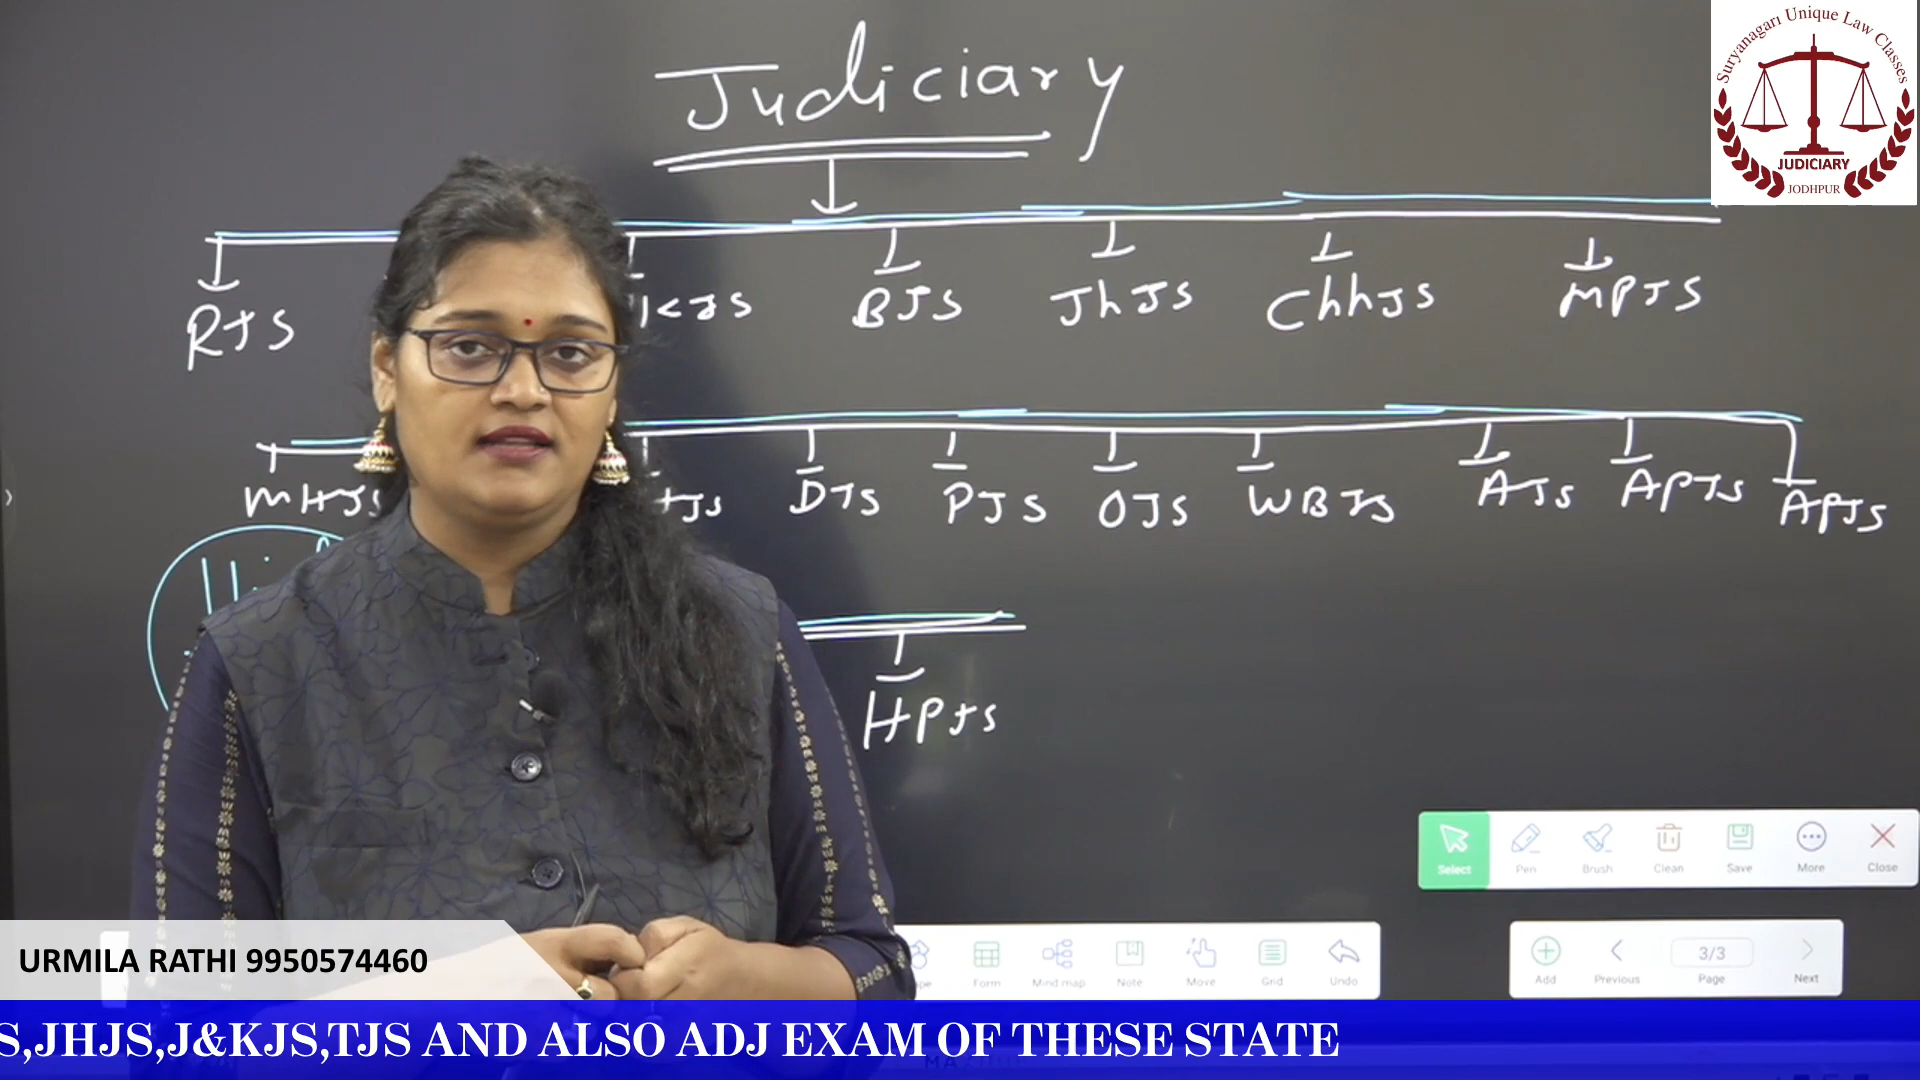 Suryanagari Unique Law Classes
JUDICIARY
JODHPUR
Judiciary
RJS
KJS
BJS
JhJS
ChhJS
MPJS
MHJS
DJS
PJS
OJS
WBJS
AJS
APJS
APJS
HPJS
Select
Pen
Brush
Clean
Save
More
Close
Form
Mind map
Note
Move
Grid
Undo
Add
Previous
3/3
Page
Next
URMILA RATHI 9950574460
S,JHJS,J&KJS,TJS AND ALSO ADJ EXAM OF THESE STATE